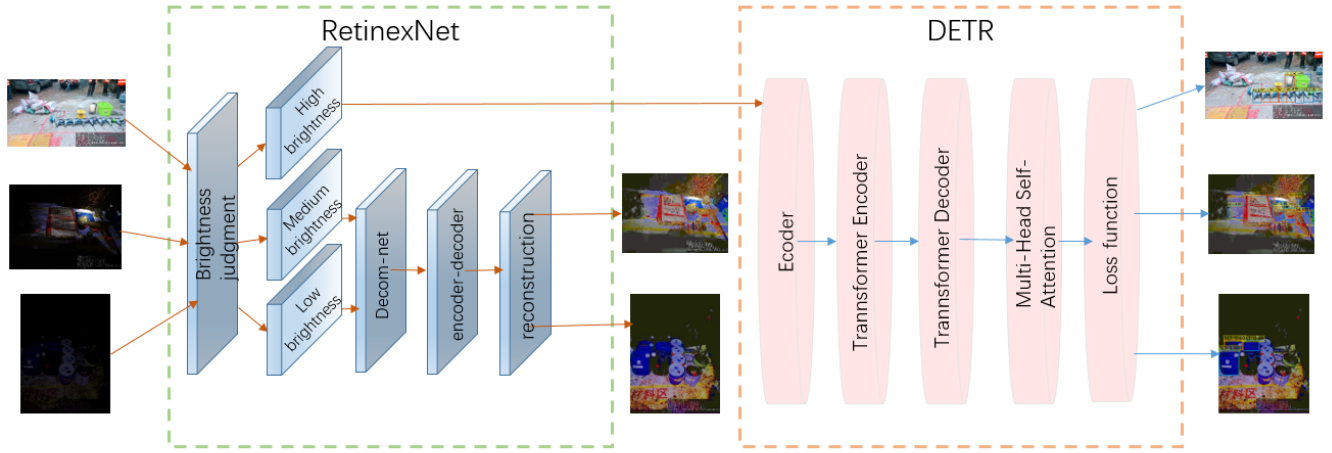 RetinexNet
DETR
Brightness
judgment
High
brightness
Medium
brightness
Low
brightness
Decom-net
encoder-decoder
reconstruction
Ecoder
Trannsformer Encoder
Trannsformer Decoder
Multi-Head Self-
Attention
Loss function